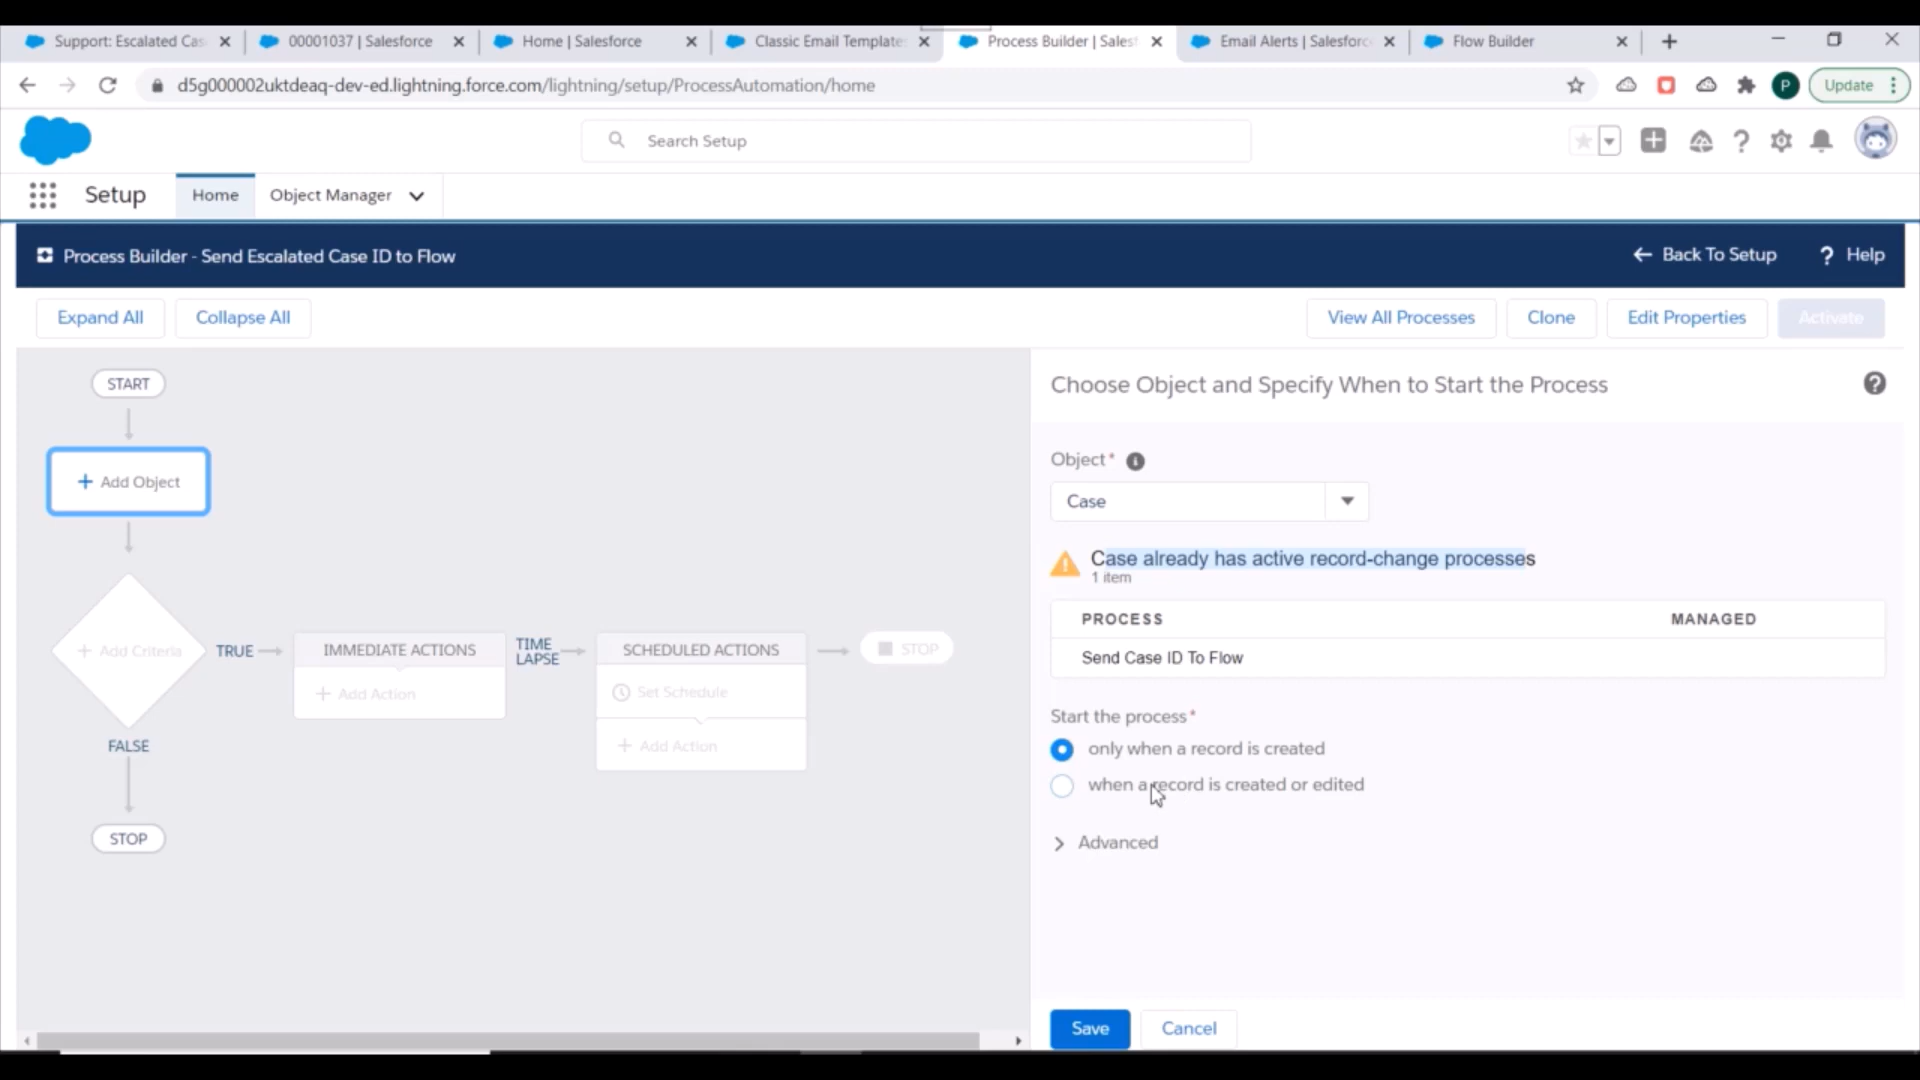 Support: Escalated Cas
00001037 | Salesforce
Home | Salesforce
Classic Email Template
Process Builder | Salesf
Email Alerts | Salesforc
Flow Builder
d5g000002uktdeaq-dev-ed.lightning.force.com/lightning/setup/ProcessAutomation/home
P
Update
Search Setup
Setup
Home
Object Manager
Process Builder - Send Escalated Case ID to Flow
Back To Setup
? Help
Expand All
Collapse All
View All Processes
Clone
Edit Properties
Activate
START
+ Add Object
+ Add Criteria
TRUE
IMMEDIATE ACTIONS
+ Add Action
TIME
LAPSE
SCHEDULED ACTIONS
Set Schedule
+ Add Action
STOP
FALSE
STOP
Choose Object and Specify When to Start the Process
Object*
Case
Case already has active record-change processes
1 item
PROCESS MANAGED
Send Case ID To Flow
Start the process*
only when a record is created
when a record is created or edited
Advanced
Save
Cancel